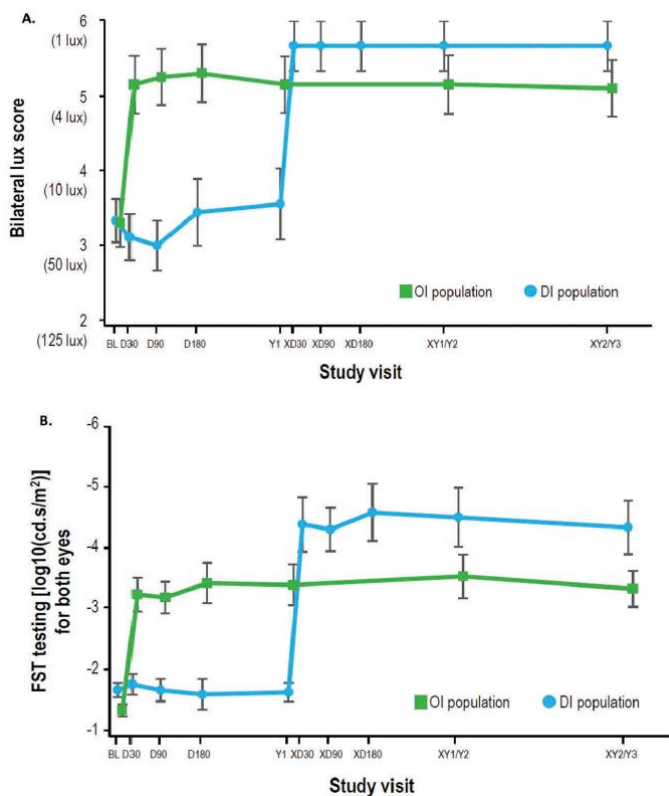 A.
Bilateral lux score
6
(1 lux)
5
(4 lux)
4
(10 lux)
3
(50 lux)
2
(125 lux)
OI population
DI population
BL D30 D90 D180 Y1 XD30 XD90 XD180 XY1/Y2 XY2/Y3
Study visit
B.
FST testing [log10(cd.s/m²)]
for both eyes
-6
-5
-4
-3
-2
-1
OI population
DI population
BL D30 D90 D180 Y1 XD30 XD90 XD180 XY1/Y2 XY2/Y3
Study visit